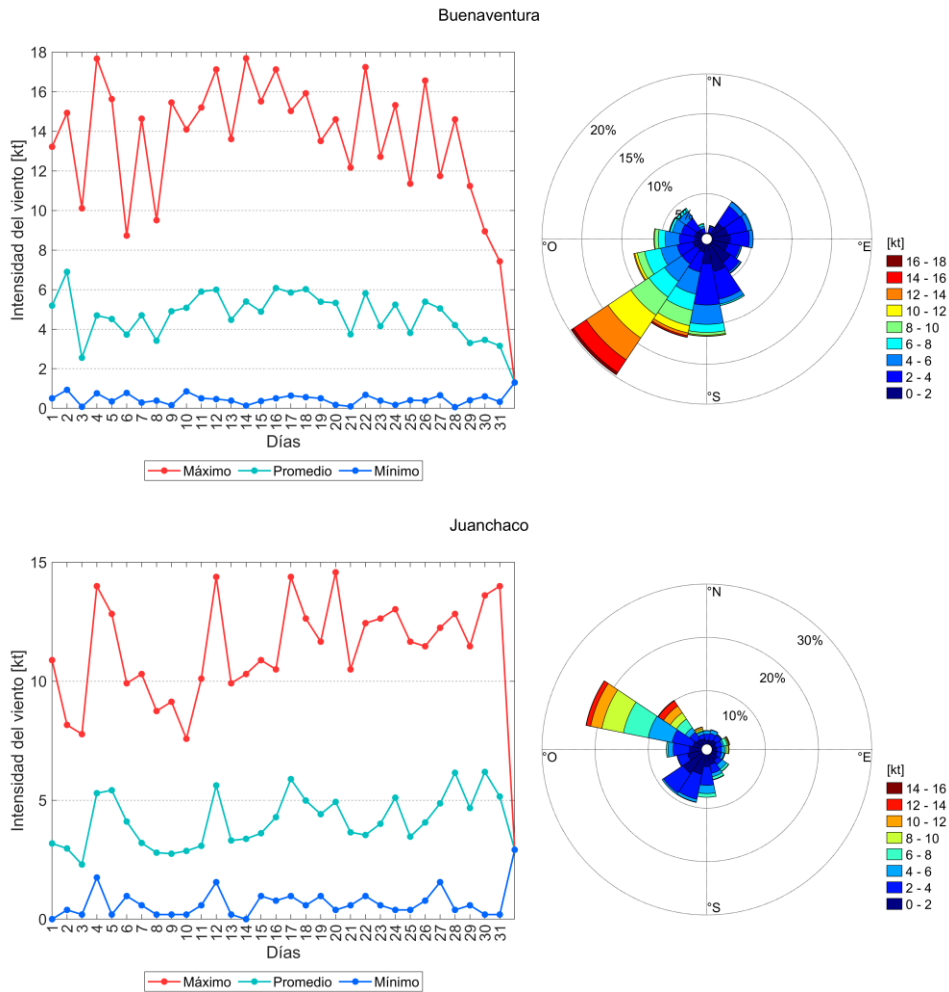 Buenaventura
Intensidad del viento [kt]
18
16
14
12
10
8
6
4
2
0
1 2 3 4 5 6 7 8 9 10 11 12 13 14 15 16 17 18 19 20 21 22 23 24 25 26 27 28 29 30 31
Días
Máximo Promedio Mínimo
°N
20%
15%
10%
5%
°O
°E
°S
[kt]
16 - 18
14 - 16
12 - 14
10 - 12
8 - 10
6 - 8
4 - 6
2 - 4
0 - 2
Juanchaco
Intensidad del viento [kt]
15
10
5
0
1 2 3 4 5 6 7 8 9 10 11 12 13 14 15 16 17 18 19 20 21 22 23 24 25 26 27 28 29 30 31
Días
Máximo Promedio Mínimo
°N
30%
20%
10%
°O
°E
°S
[kt]
14 - 16
12 - 14
10 - 12
8 - 10
6 - 8
4 - 6
2 - 4
0 - 2